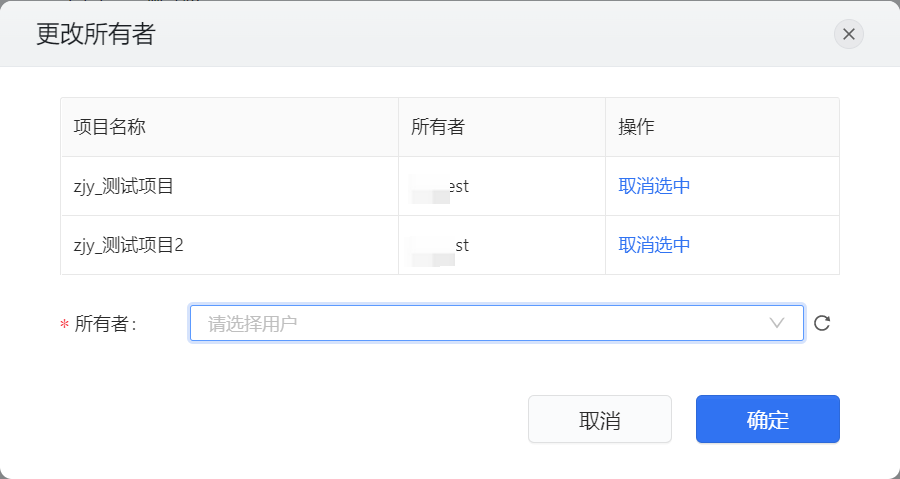 更改所有者
项目名称 所有者 操作
zjy_测试项目 est 取消选中
zjy_测试项目2 st 取消选中
* 所有者: 请选择用户
取消 确定